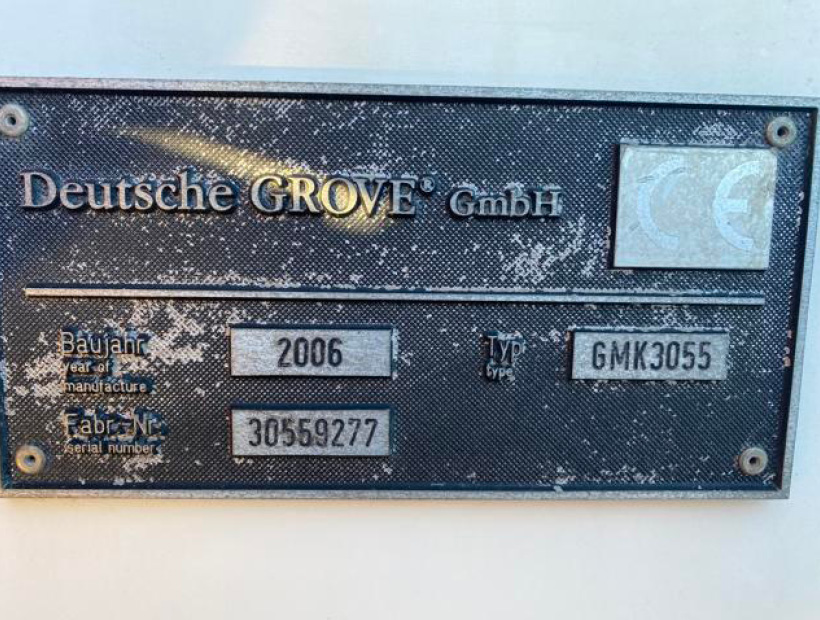 Deutsche GROVE® GmbH
CE
Baujahr
year of
manufacture
2006
Typ
type
GMK3055
Fabr.-Nr.
serial number
30559277